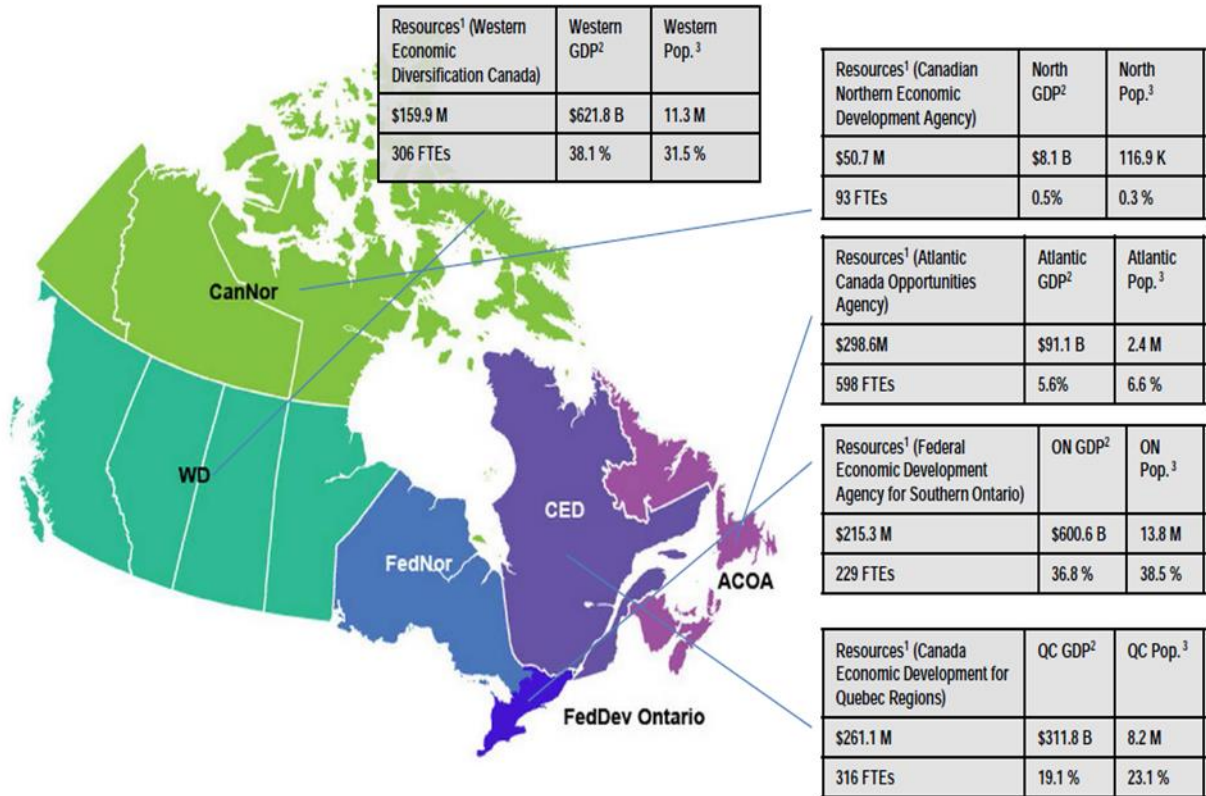 Resources¹ (Western
Economic
Diversification Canada)
Western
GDP²
Western
Pop.³
$159.9 M
$621.8 B
11.3 M
306 FTEs
38.1 %
31.5 %
Resources¹ (Canadian
Northern Economic
Development Agency)
North
GDP²
North
Pop.³
$50.7 M
$8.1 B
116.9 K
93 FTEs
0.5%
0.3 %
Resources¹ (Atlantic
Canada Opportunities
Agency)
Atlantic
GDP²
Atlantic
Pop.³
$298.6M
$91.1 B
2.4 M
598 FTEs
5.6%
6.6 %
Resources¹ (Federal
Economic Development
Agency for Southern Ontario)
ON GDP²
ON
Pop.³
$215.3 M
$600.6 B
13.8 M
229 FTEs
36.8 %
38.5 %
Resources¹ (Canada
Economic Development for
Quebec Regions)
QC GDP²
QC Pop.³
$261.1 M
$311.8 B
8.2 M
316 FTEs
19.1 %
23.1 %
CanNor
WD
FedNor
CED
ACOA
FedDev Ontario